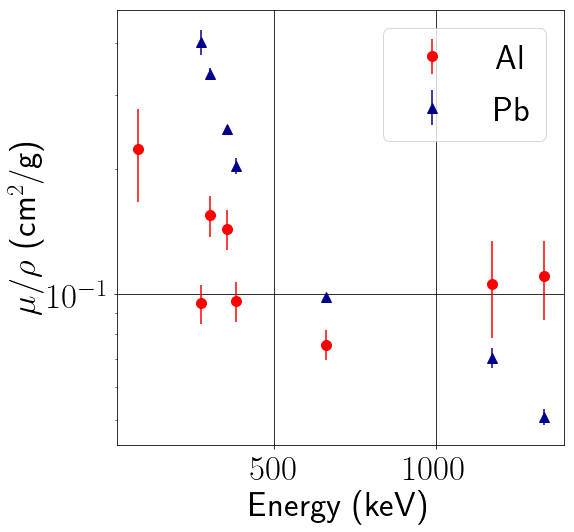 Al
Pb
μ/ρ (cm²/g)
10⁻¹
500 1000
Energy (keV)